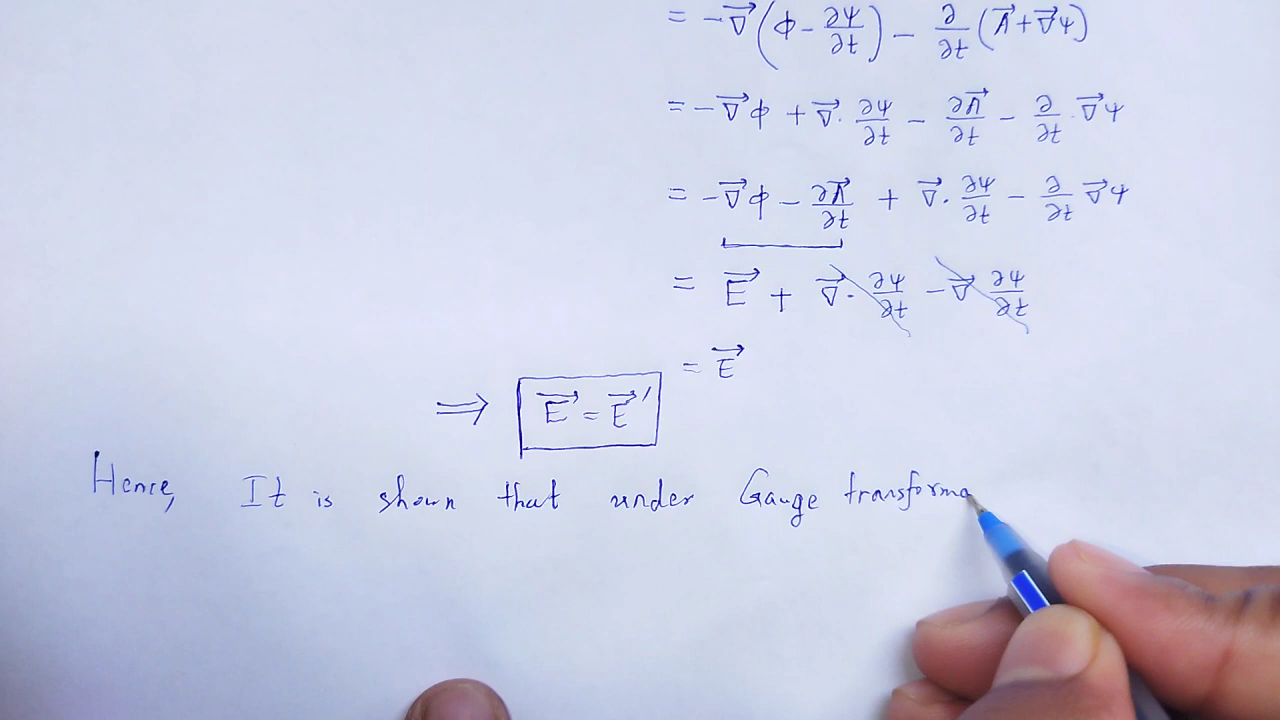 = -∇⃗(φ - ∂ψ/∂t) - ∂/∂t (A⃗ + ∇⃗ψ)
= -∇⃗φ + ∇⃗. ∂ψ/∂t - ∂A⃗/∂t - ∂/∂t . ∇⃗ψ
= -∇⃗φ - ∂A⃗/∂t + ∇⃗. ∂ψ/∂t - ∂/∂t ∇⃗ψ
= E⃗ + ∇⃗. ∂ψ/∂t - ∇⃗ ∂ψ/∂t
= E⃗
⟹ E⃗ = E⃗'
Hence, It is shown that under Gauge transforma